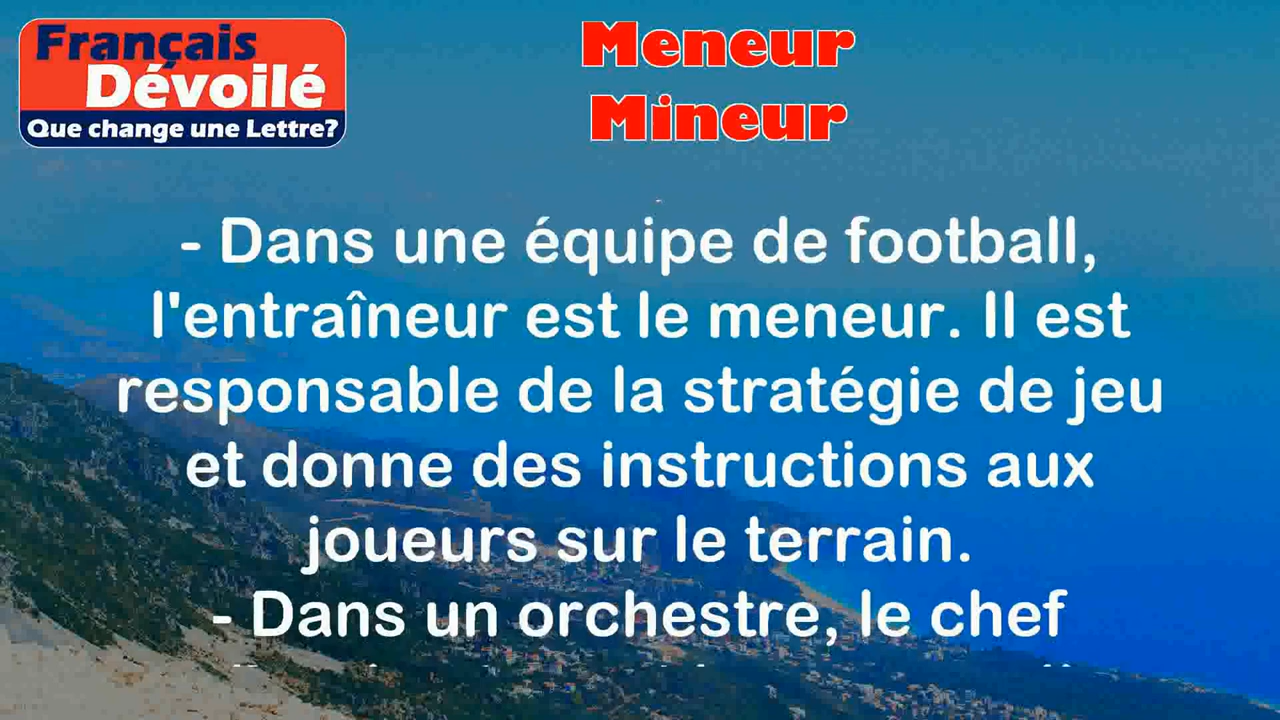 Français
Dévoilé
Que change une Lettre?
Meneur
Mineur
- Dans une équipe de football,
l'entraîneur est le meneur. Il est
responsable de la stratégie de jeu
et donne des instructions aux
joueurs sur le terrain.
- Dans un orchestre, le chef